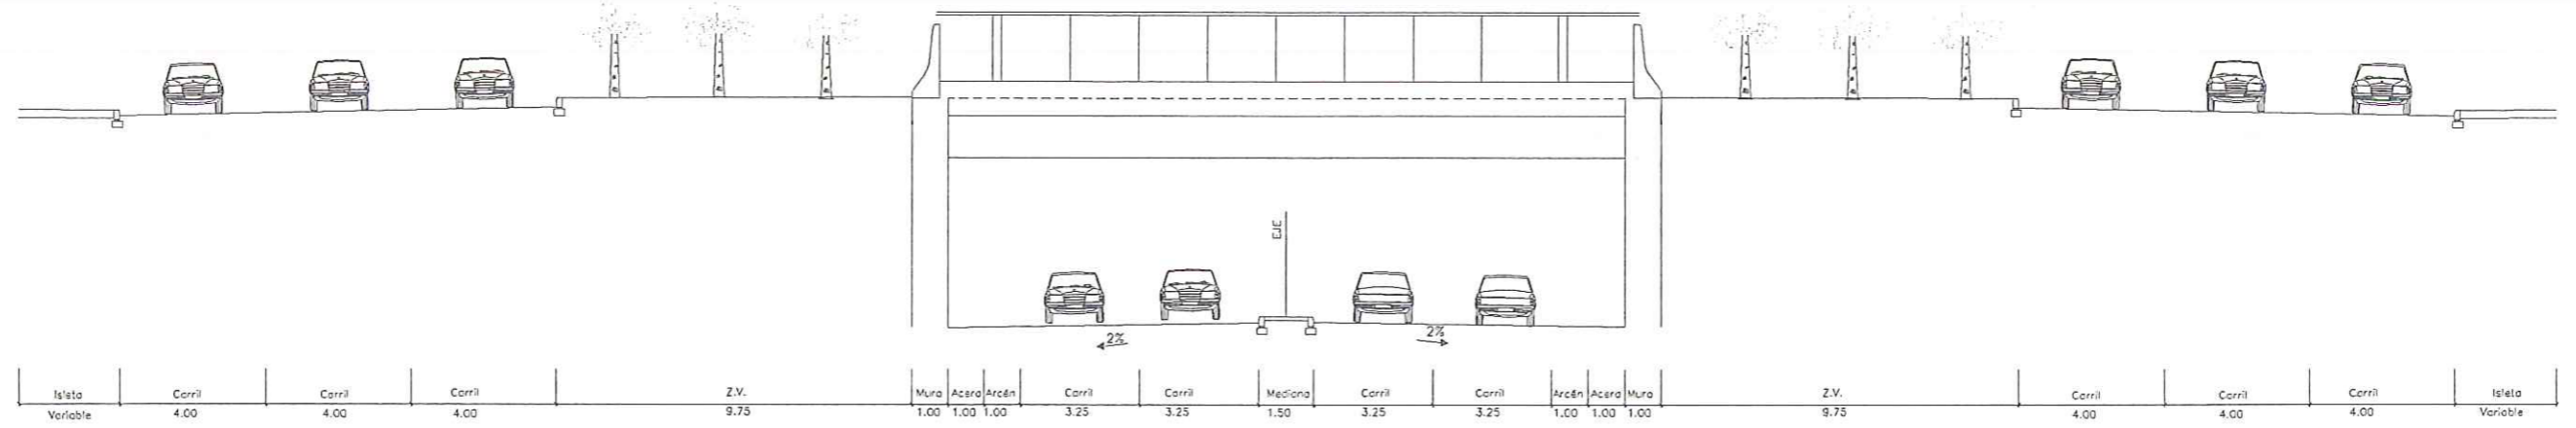 EJE
2% 2%
Isleta Carril Carril Carril Z.V. Muro Acera Arcén Carril Carril Mediana Carril Carril Arcén Acera Muro Z.V. Carril Carril Carril Isleta
Variable 4.00 4.00 4.00 9.75 1.00 1.00 1.00 3.25 3.25 1.50 3.25 3.25 1.00 1.00 1.00 9.75 4.00 4.00 4.00 Variable